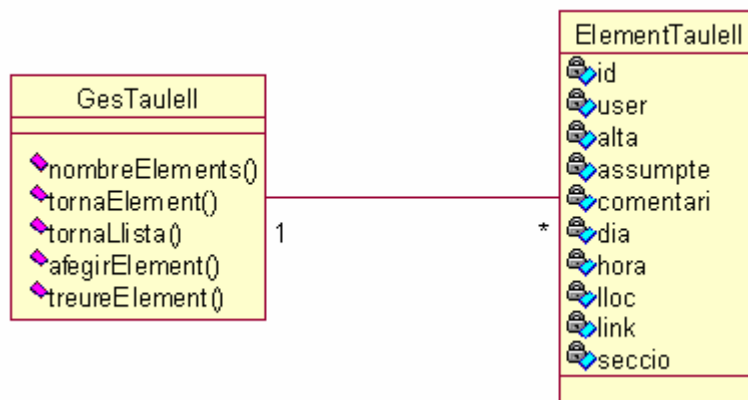 GesTaulell
nombreElements()
tornaElement()
tornaLlista()
afegirElement()
treureElement()
1
*
ElementTaulell
id
user
alta
assumpte
comentari
dia
hora
lloc
link
seccio